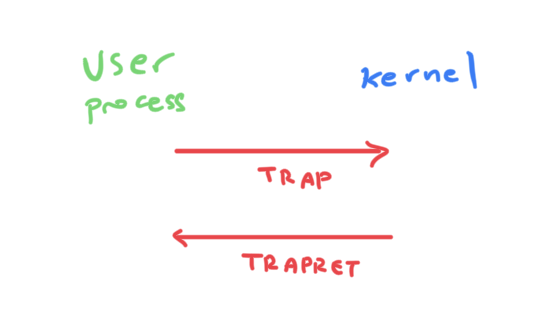 User
process
kernel
TRAP
TRAPRET